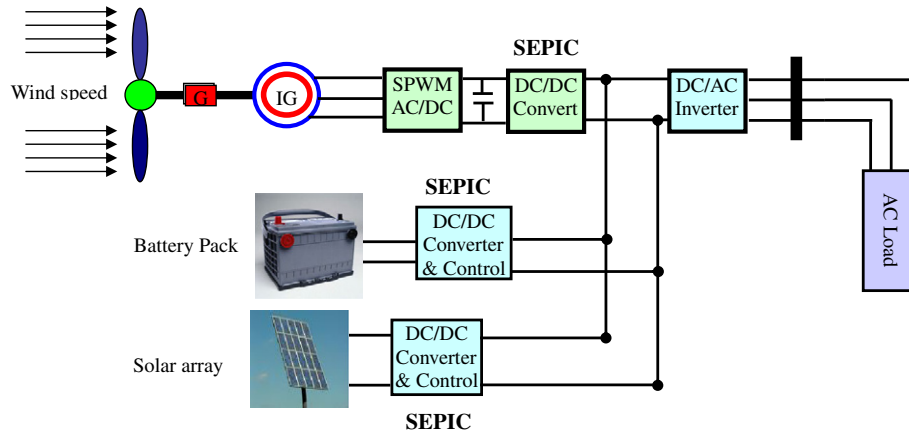 SEPIC
Wind speed
G
IG
SPWM
AC/DC
DC/DC
Convert
DC/AC
Inverter
AC Load
SEPIC
Battery Pack
DC/DC
Converter
& Control
Solar array
DC/DC
Converter
& Control
SEPIC